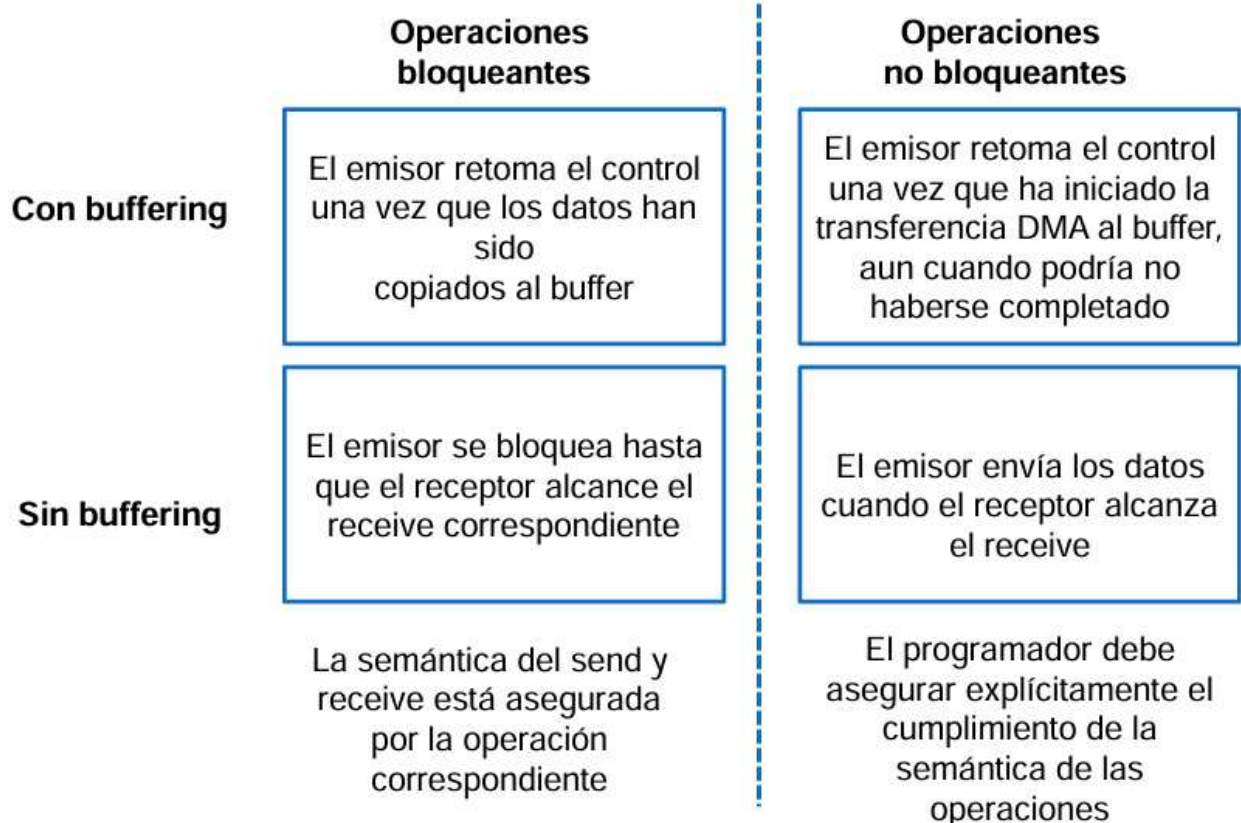 Operaciones
bloqueantes
Operaciones
no bloqueantes
Con buffering
El emisor retoma el control
una vez que los datos han
sido
copiados al buffer
El emisor retoma el control
una vez que ha iniciado la
transferencia DMA al buffer,
aun cuando podría no
haberse completado
Sin buffering
El emisor se bloquea hasta
que el receptor alcance el
receive correspondiente
El emisor envía los datos
cuando el receptor alcanza
el receive
La semántica del send y
receive está asegurada
por la operación
correspondiente
El programador debe
asegurar explícitamente el
cumplimiento de la
semántica de las
operaciones